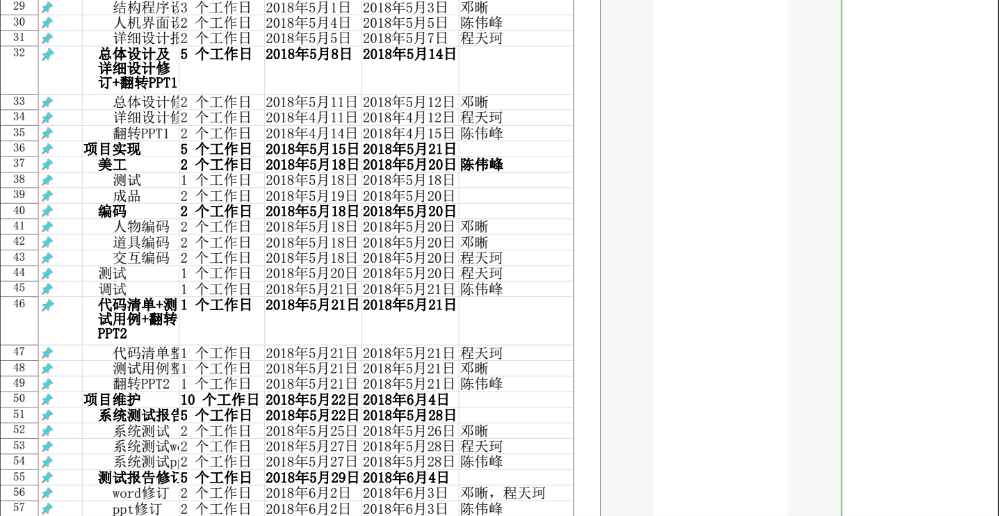 29 结构程序设 3 个工作日 2018年5月1日 2018年5月3日 邓晰
30 人机界面设 2 个工作日 2018年5月4日 2018年5月5日 陈伟峰
31 详细设计报 2 个工作日 2018年5月5日 2018年5月7日 程天珂
32 总体设计及 5 个工作日 2018年5月8日 2018年5月14日
详细设计修
订+翻转PPT1
33 总体设计修 2 个工作日 2018年5月11日 2018年5月12日 邓晰
34 详细设计修 2 个工作日 2018年4月11日 2018年4月12日 程天珂
35 翻转PPT1 2 个工作日 2018年4月14日 2018年4月15日 陈伟峰
36 项目实现 5 个工作日 2018年5月15日 2018年5月21日
37 美工 2 个工作日 2018年5月18日 2018年5月20日 陈伟峰
38 测试 1 个工作日 2018年5月18日 2018年5月18日
39 成品 2 个工作日 2018年5月19日 2018年5月20日
40 编码 2 个工作日 2018年5月18日 2018年5月20日
41 人物编码 2 个工作日 2018年5月18日 2018年5月20日 邓晰
42 道具编码 2 个工作日 2018年5月18日 2018年5月20日 邓晰
43 交互编码 2 个工作日 2018年5月18日 2018年5月20日 程天珂
44 测试 1 个工作日 2018年5月20日 2018年5月20日 程天珂
45 调试 1 个工作日 2018年5月21日 2018年5月21日 陈伟峰
46 代码清单+测 1 个工作日 2018年5月21日 2018年5月21日
试用例+翻转
PPT2
47 代码清单整 1 个工作日 2018年5月21日 2018年5月21日 程天珂
48 测试用例整 1 个工作日 2018年5月21日 2018年5月21日 邓晰
49 翻转PPT2 1 个工作日 2018年5月21日 2018年5月21日 陈伟峰
50 项目维护 10 个工作日 2018年5月22日 2018年6月4日
51 系统测试报告 5 个工作日 2018年5月22日 2018年5月28日
52 系统测试 2 个工作日 2018年5月25日 2018年5月26日 邓晰
53 系统测试wo 2 个工作日 2018年5月27日 2018年5月28日 程天珂
54 系统测试pp 2 个工作日 2018年5月27日 2018年5月28日 陈伟峰
55 测试报告修订 5 个工作日 2018年5月29日 2018年6月4日
56 word修订 2 个工作日 2018年6月2日 2018年6月3日 邓晰，程天珂
57 ppt修订 2 个工作日 2018年6月2日 2018年6月3日 陈伟峰